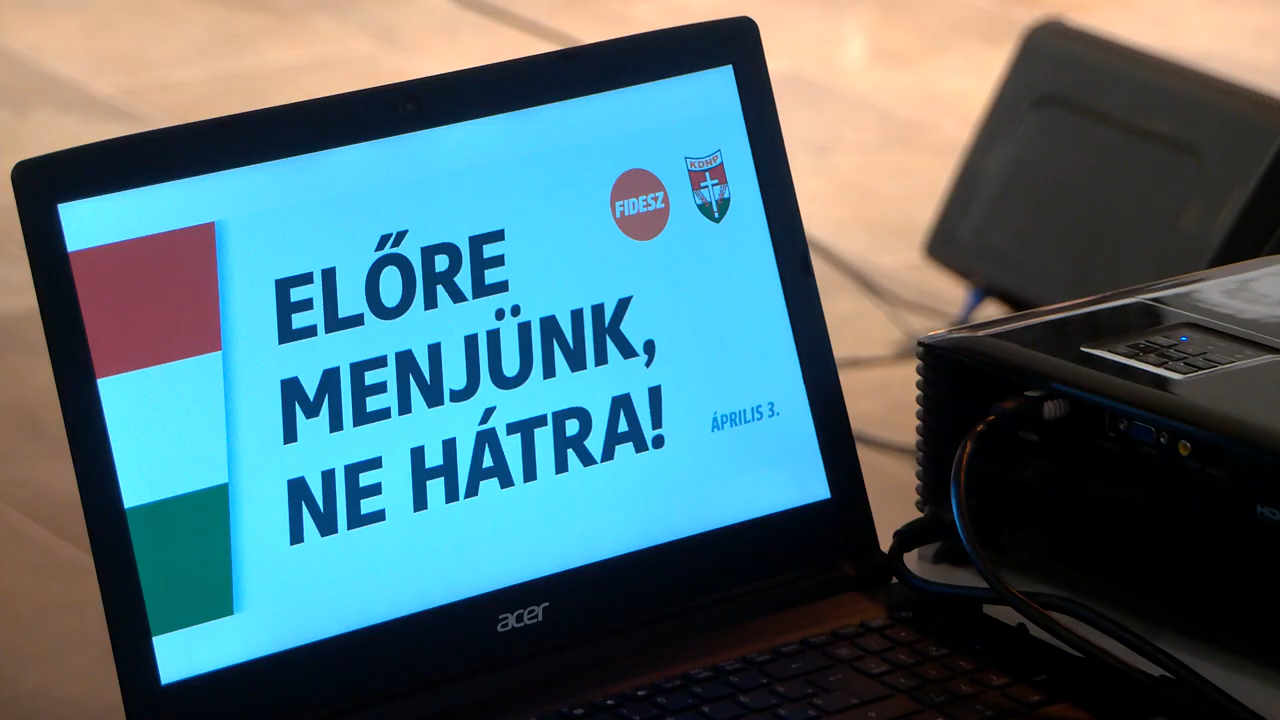 FIDESZ
KDNP
ELŐRE
MENJÜNK,
NE HÁTRA!
ÁPRILIS 3.
acer